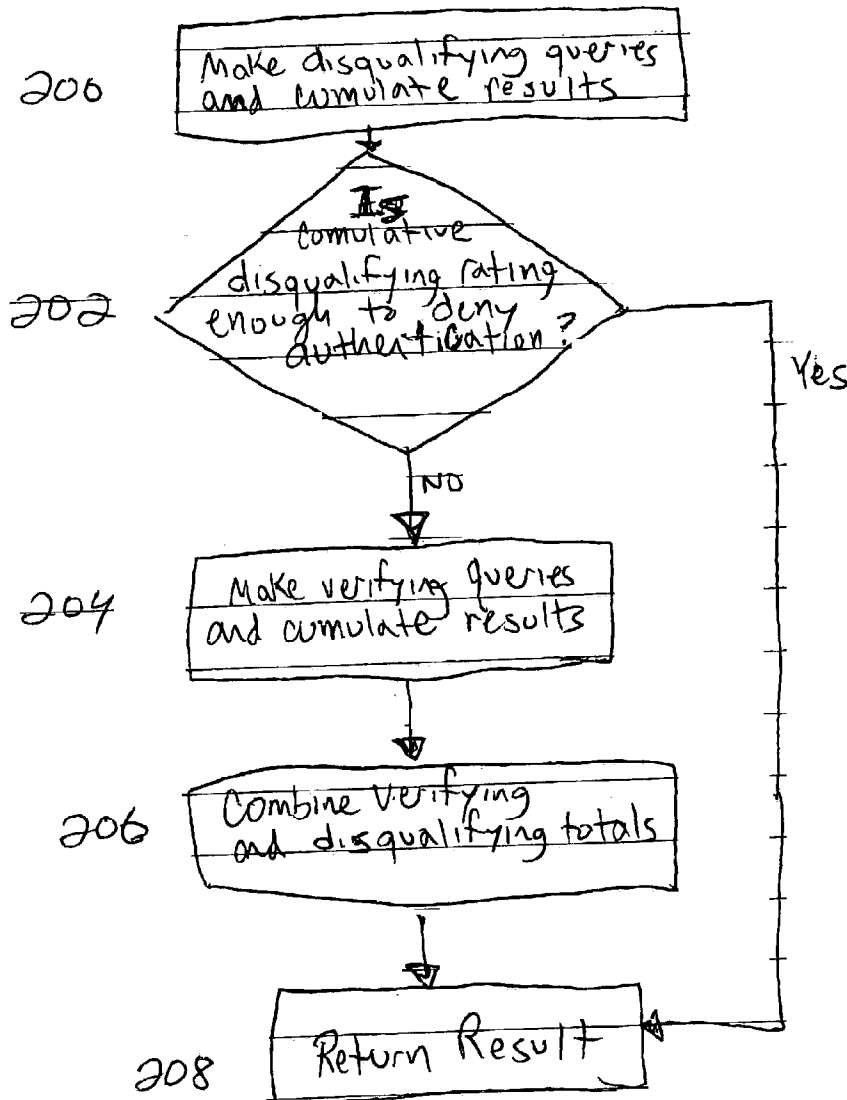 200
Make disqualifying queries
and cumulate results
Is
Comulative
disqualifying rating
enough to deny
authentication?
202
Yes
NO
204
Make verifying queries
and cumulate results
206
Combine verifying
and disqualifying totals
208
Return Result